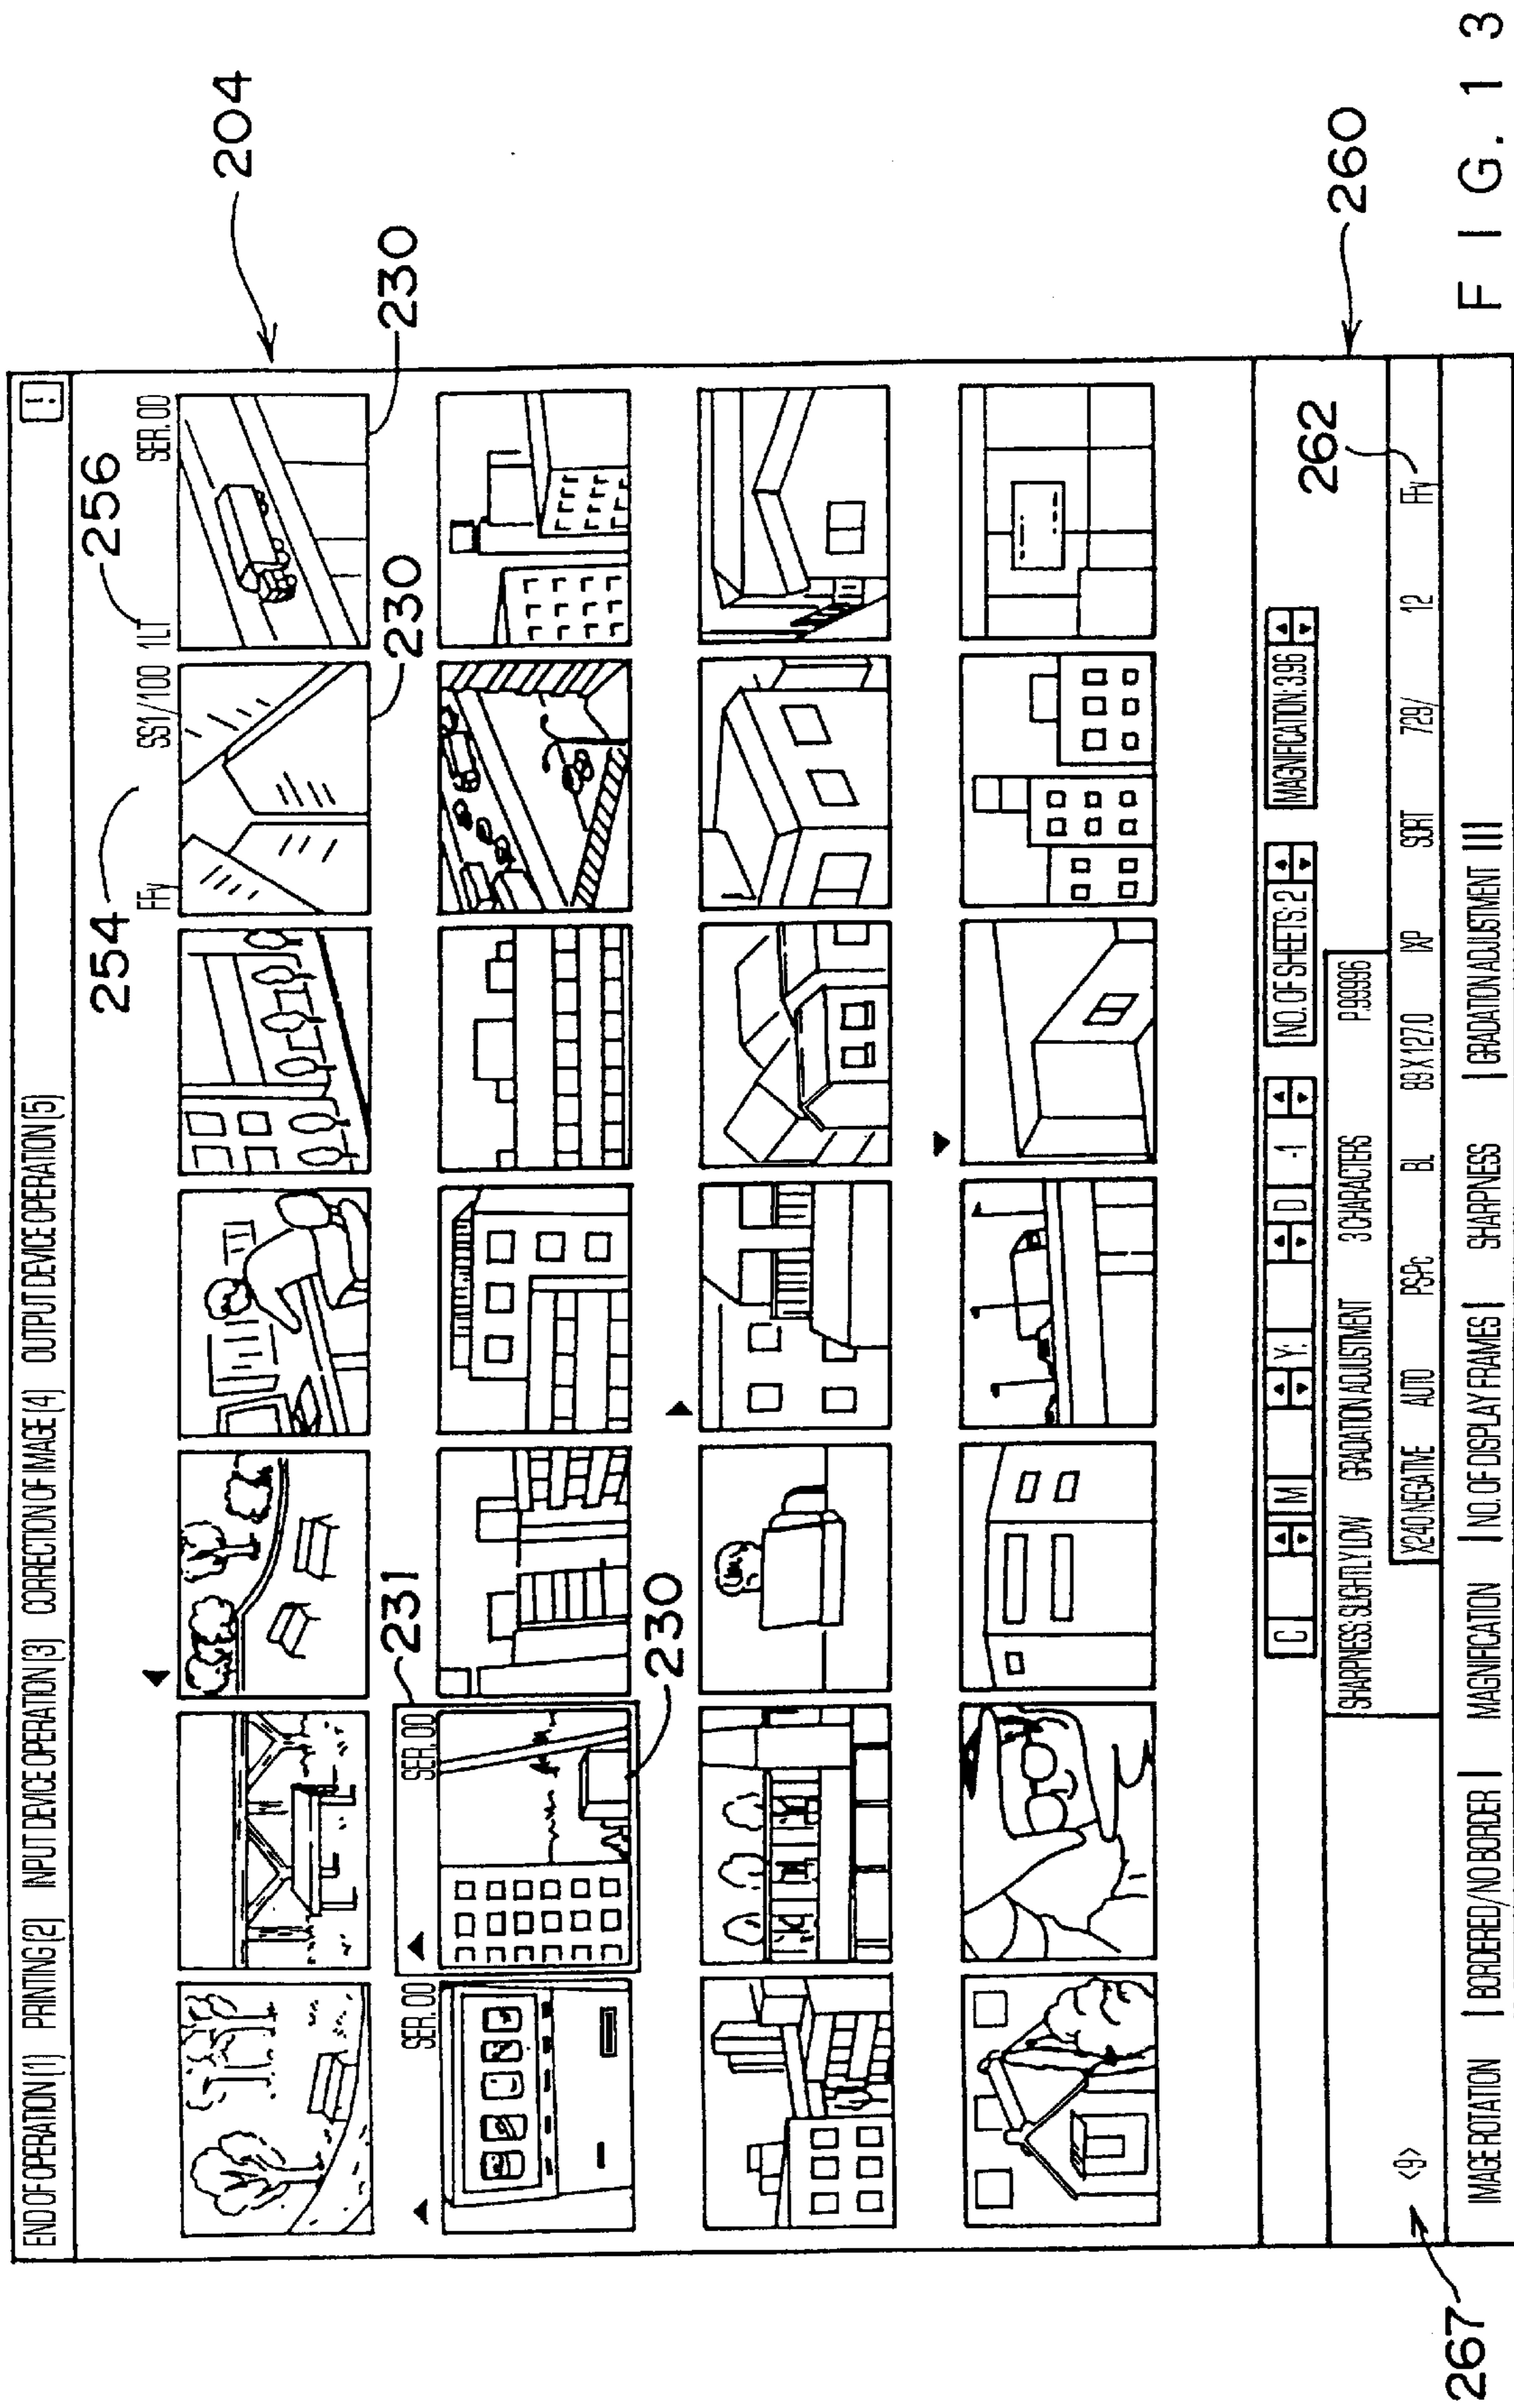 END OF OPERATION (1) PRINTING (2) INPUT DEVICE OPERATION (3) CORRECTION OF IMAGE (4) OUTPUT DEVICE OPERATION (5) !
254
256
204
FFv SS1/100 1LT SER. 00
230
230
231
SER. 00 SER. 00
230
260
262
C M Y: D -1 NO. OF SHEETS: 2 MAGNIFICATION: 3.96
SHARPNESS: SLIGHTLY LOW GRADATION ADJUSTMENT 3 CHARACTERS P.99996
<9> X240 NEGATIVE AUTO PSPc BL 89 X 127.0 IXP SORT 729/ 12 FFv
267
IMAGE ROTATION | BORDERED/NO BORDER | MAGNIFICATION | NO. OF DISPLAY FRAMES | SHARPNESS | GRADATION ADJUSTMENT |||
FIG. 13